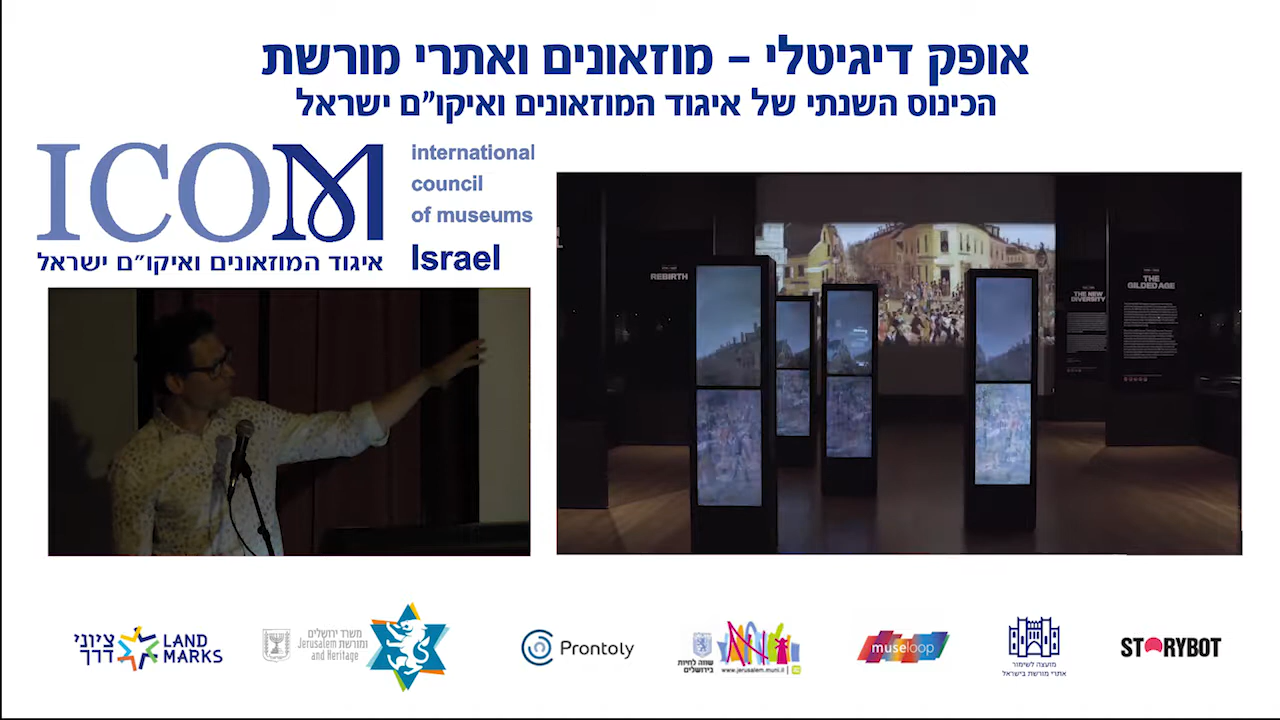 אופק דיגיטלי – מוזאונים ואתרי מורשת
הכינוס השנתי של איגוד המוזאונים ואיקו"ם ישראל
ICOM
international
council
of museums
Israel
איגוד המוזאונים ואיקו"ם ישראל
REBIRTH
THE NEW
DIVERSITY
THE
GILDED AGE
ציוני
דרך
LAND
MARKS
משרד ירושלים
ומורשת
Jerusalem
and Heritage
Prontoly
שווה לחיות
בירושלים
www.jerusalem.muni.il
museloop
מועצה לשימור
אתרי מורשת בישראל
STORYBOT